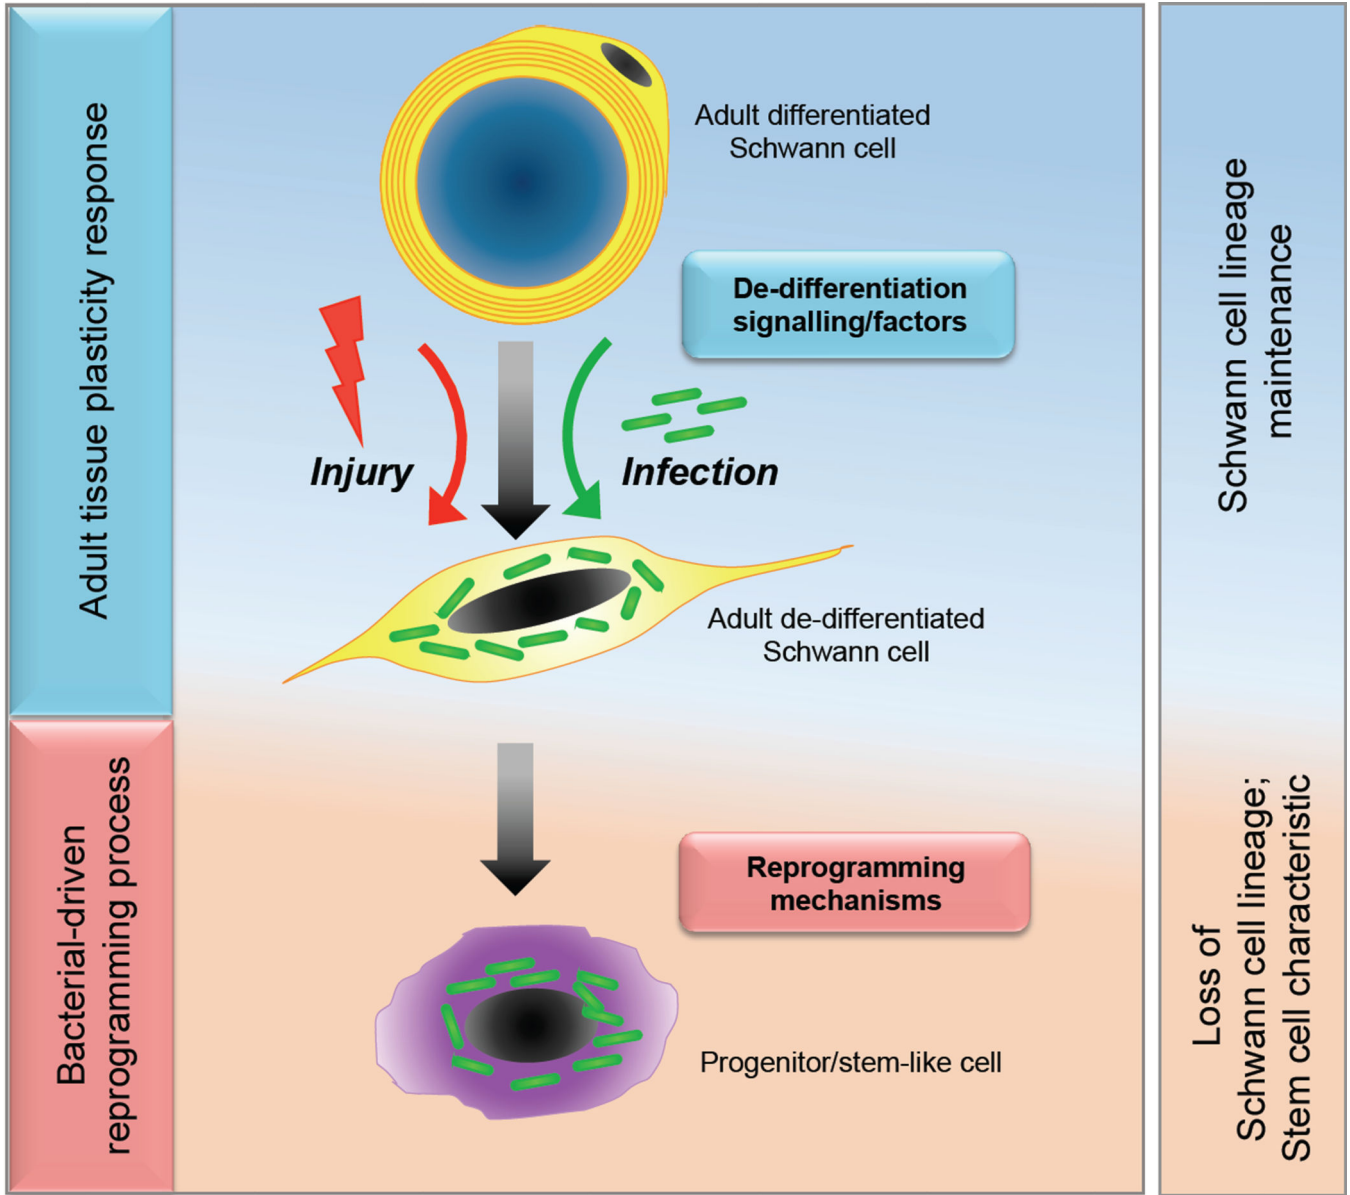 Adult tissue plasticity response
Adult differentiated
Schwann cell
De-differentiation
signalling/factors
Injury
Infection
Adult de-differentiated
Schwann cell
Schwann cell lineage
maintenance
Bacterial-driven
reprogramming process
Reprogramming
mechanisms
Progenitor/stem-like cell
Loss of
Schwann cell lineage;
Stem cell characteristic